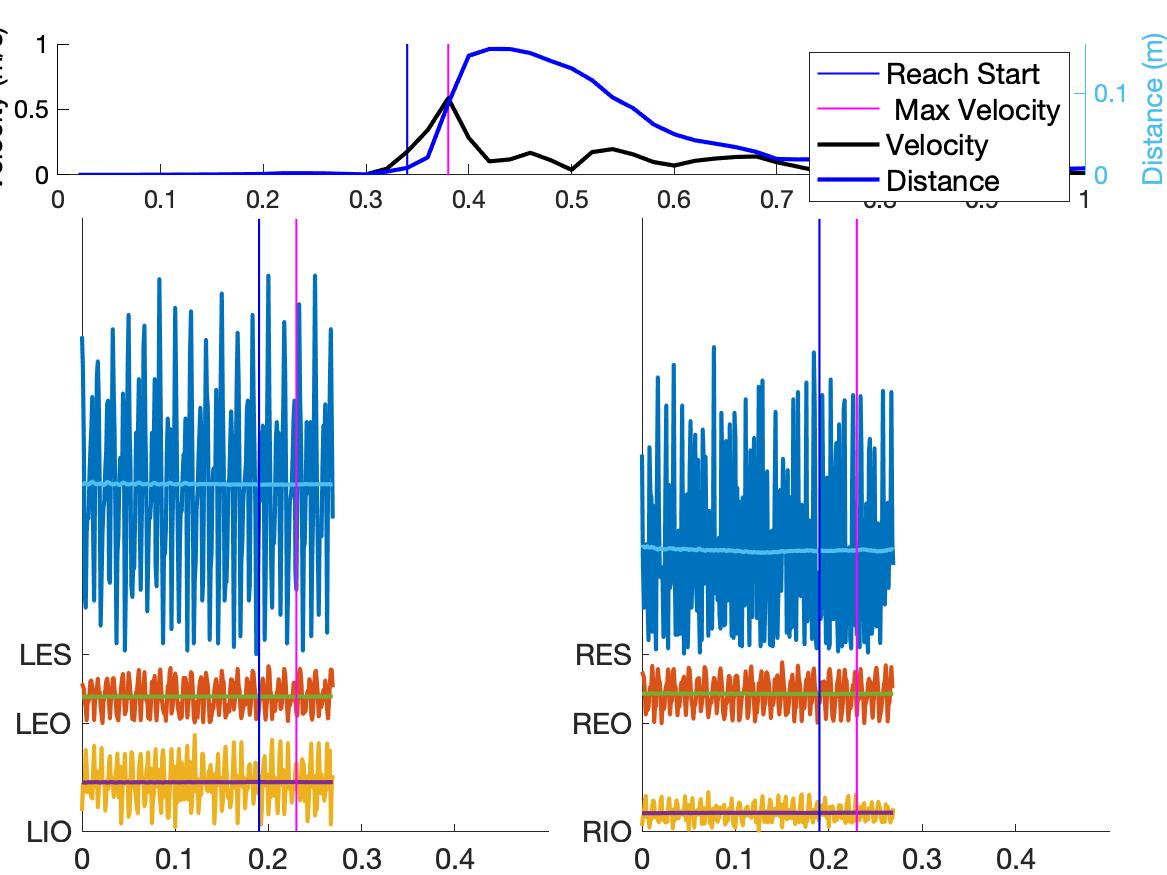 1
0.5
0
0 0.1 0.2 0.3 0.4 0.5 0.6 0.7 1
Reach Start
Max Velocity
Velocity
Distance
0.1
0
Distance (m)
LES
LEO
LIO
0 0.1 0.2 0.3 0.4
RES
REO
RIO
0 0.1 0.2 0.3 0.4